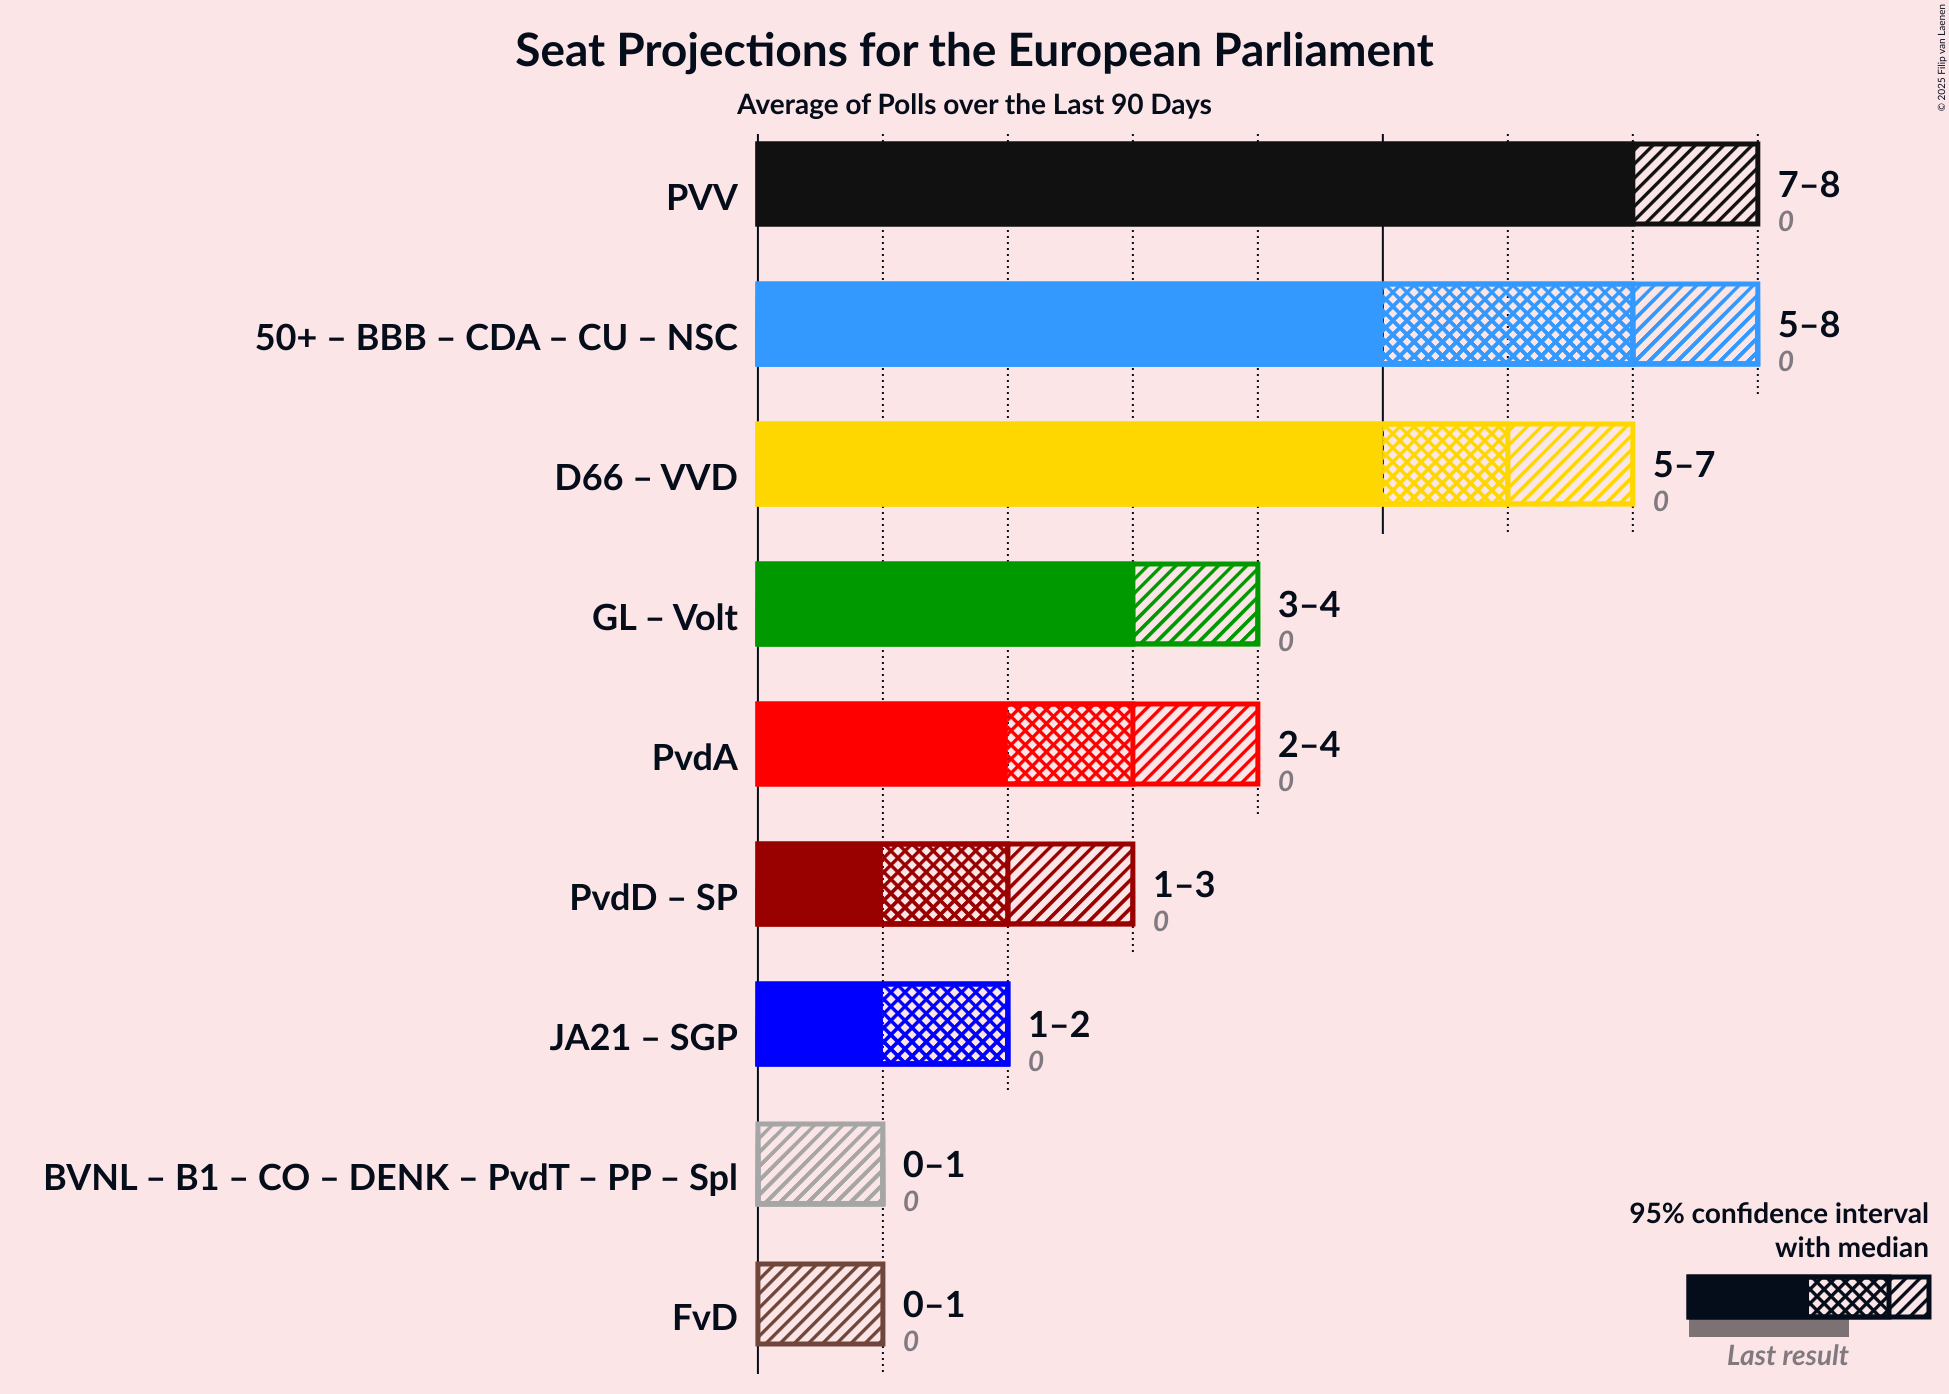 Seat Projections for the European Parliament
Average of Polls over the Last 90 Days
© 2025 Filip van Laenen
PVV
7–8
0
50+ – BBB – CDA – CU – NSC
5–8
0
D66 – VVD
5–7
0
GL – Volt
3–4
0
PvdA
2–4
0
PvdD – SP
1–3
0
JA21 – SGP
1–2
0
BVNL – B1 – CO – DENK – PvdT – PP – Spl
0–1
0
FvD
0–1
0
95% confidence interval
with median
Last result